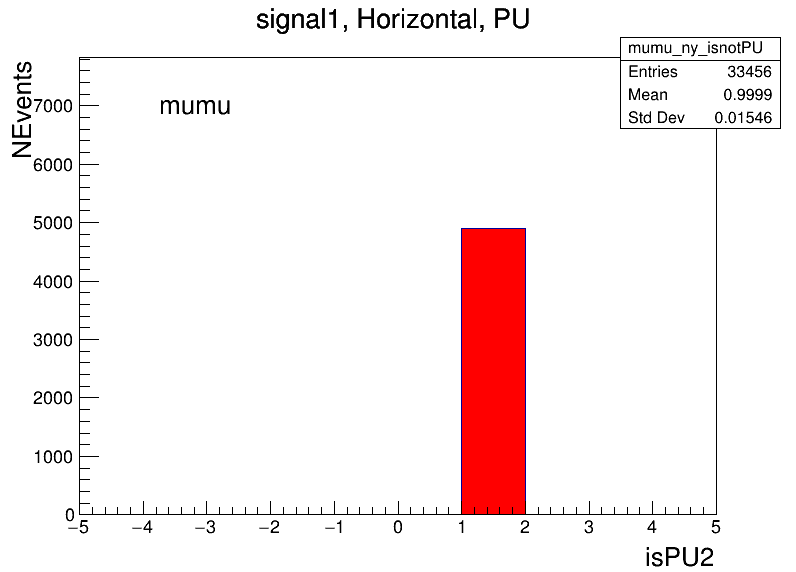 signal1, Horizontal, PU
mumu_ny_isnotPU
Entries 33456
Mean 0.9999
Std Dev 0.01546
NEvents
mumu
7000
6000
5000
4000
3000
2000
1000
0
−5 −4 −3 −2 −1 0 1 2 3 4 5
isPU2